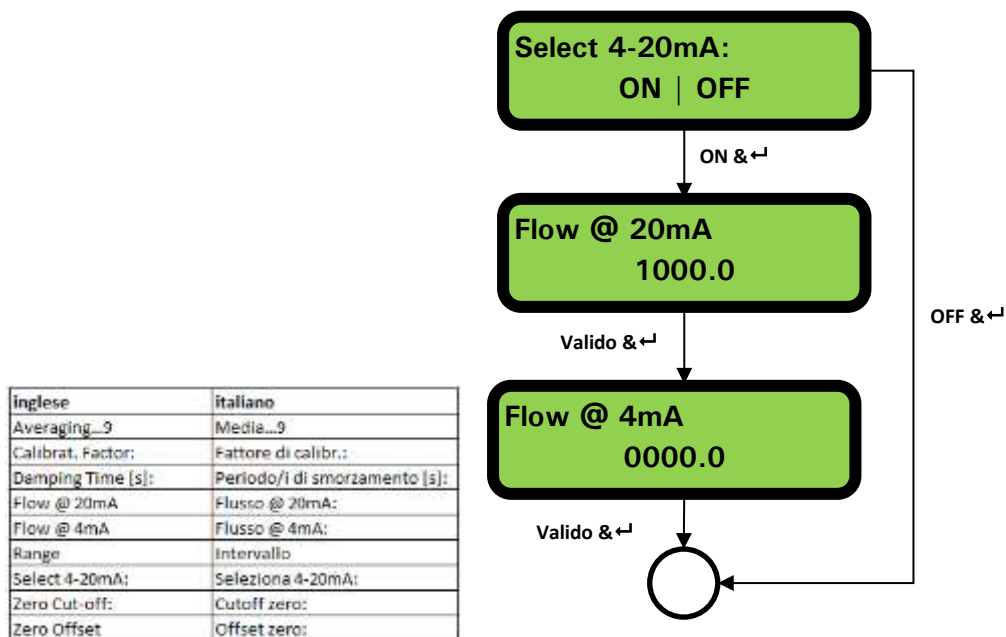 Select 4-20mA:
ON | OFF
ON &↵
Flow @ 20mA
1000.0
OFF &↵
Valido &↵
Flow @ 4mA
0000.0
Valido &↵
inglese italiano
Averaging...9 Media...9
Calibrat. Factor: Fattore di calibr.:
Damping Time [s]: Periodo/i di smorzamento [s]:
Flow @ 20mA Flusso @ 20mA:
Flow @ 4mA Flusso @ 4mA:
Range Intervallo
Select 4-20mA: Seleziona 4-20mA:
Zero Cut-off: Cutoff zero:
Zero Offset Offset zero: